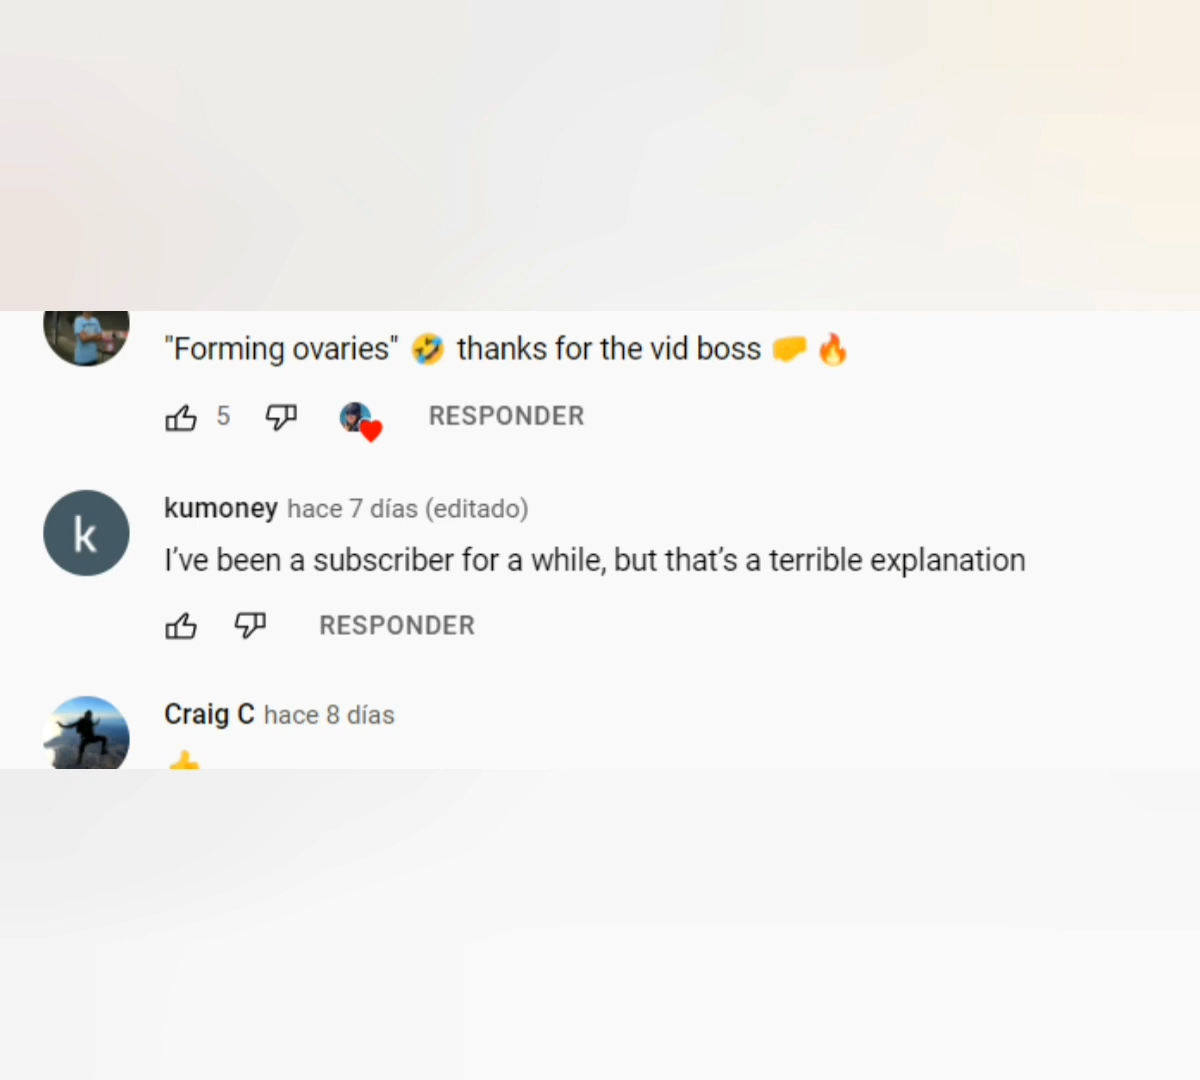 "Forming ovaries" 🤣 thanks for the vid boss 🤛 🔥
5 RESPONDER
k
kumoney hace 7 días (editado)
I’ve been a subscriber for a while, but that’s a terrible explanation
RESPONDER
Craig C hace 8 días
👍